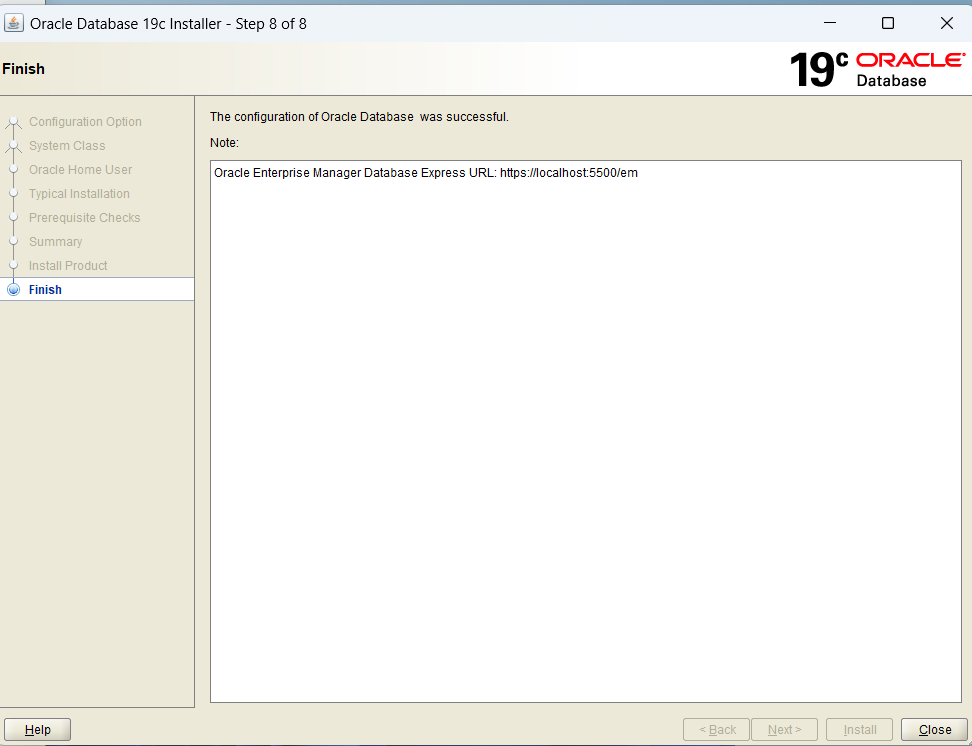 Oracle Database 19c Installer - Step 8 of 8
Finish
19c ORACLE
Database
Configuration Option
System Class
Oracle Home User
Typical Installation
Prerequisite Checks
Summary
Install Product
Finish
The configuration of Oracle Database  was successful.
Note:
Oracle Enterprise Manager Database Express URL: https://localhost:5500/em
Help
< Back
Next >
Install
Close